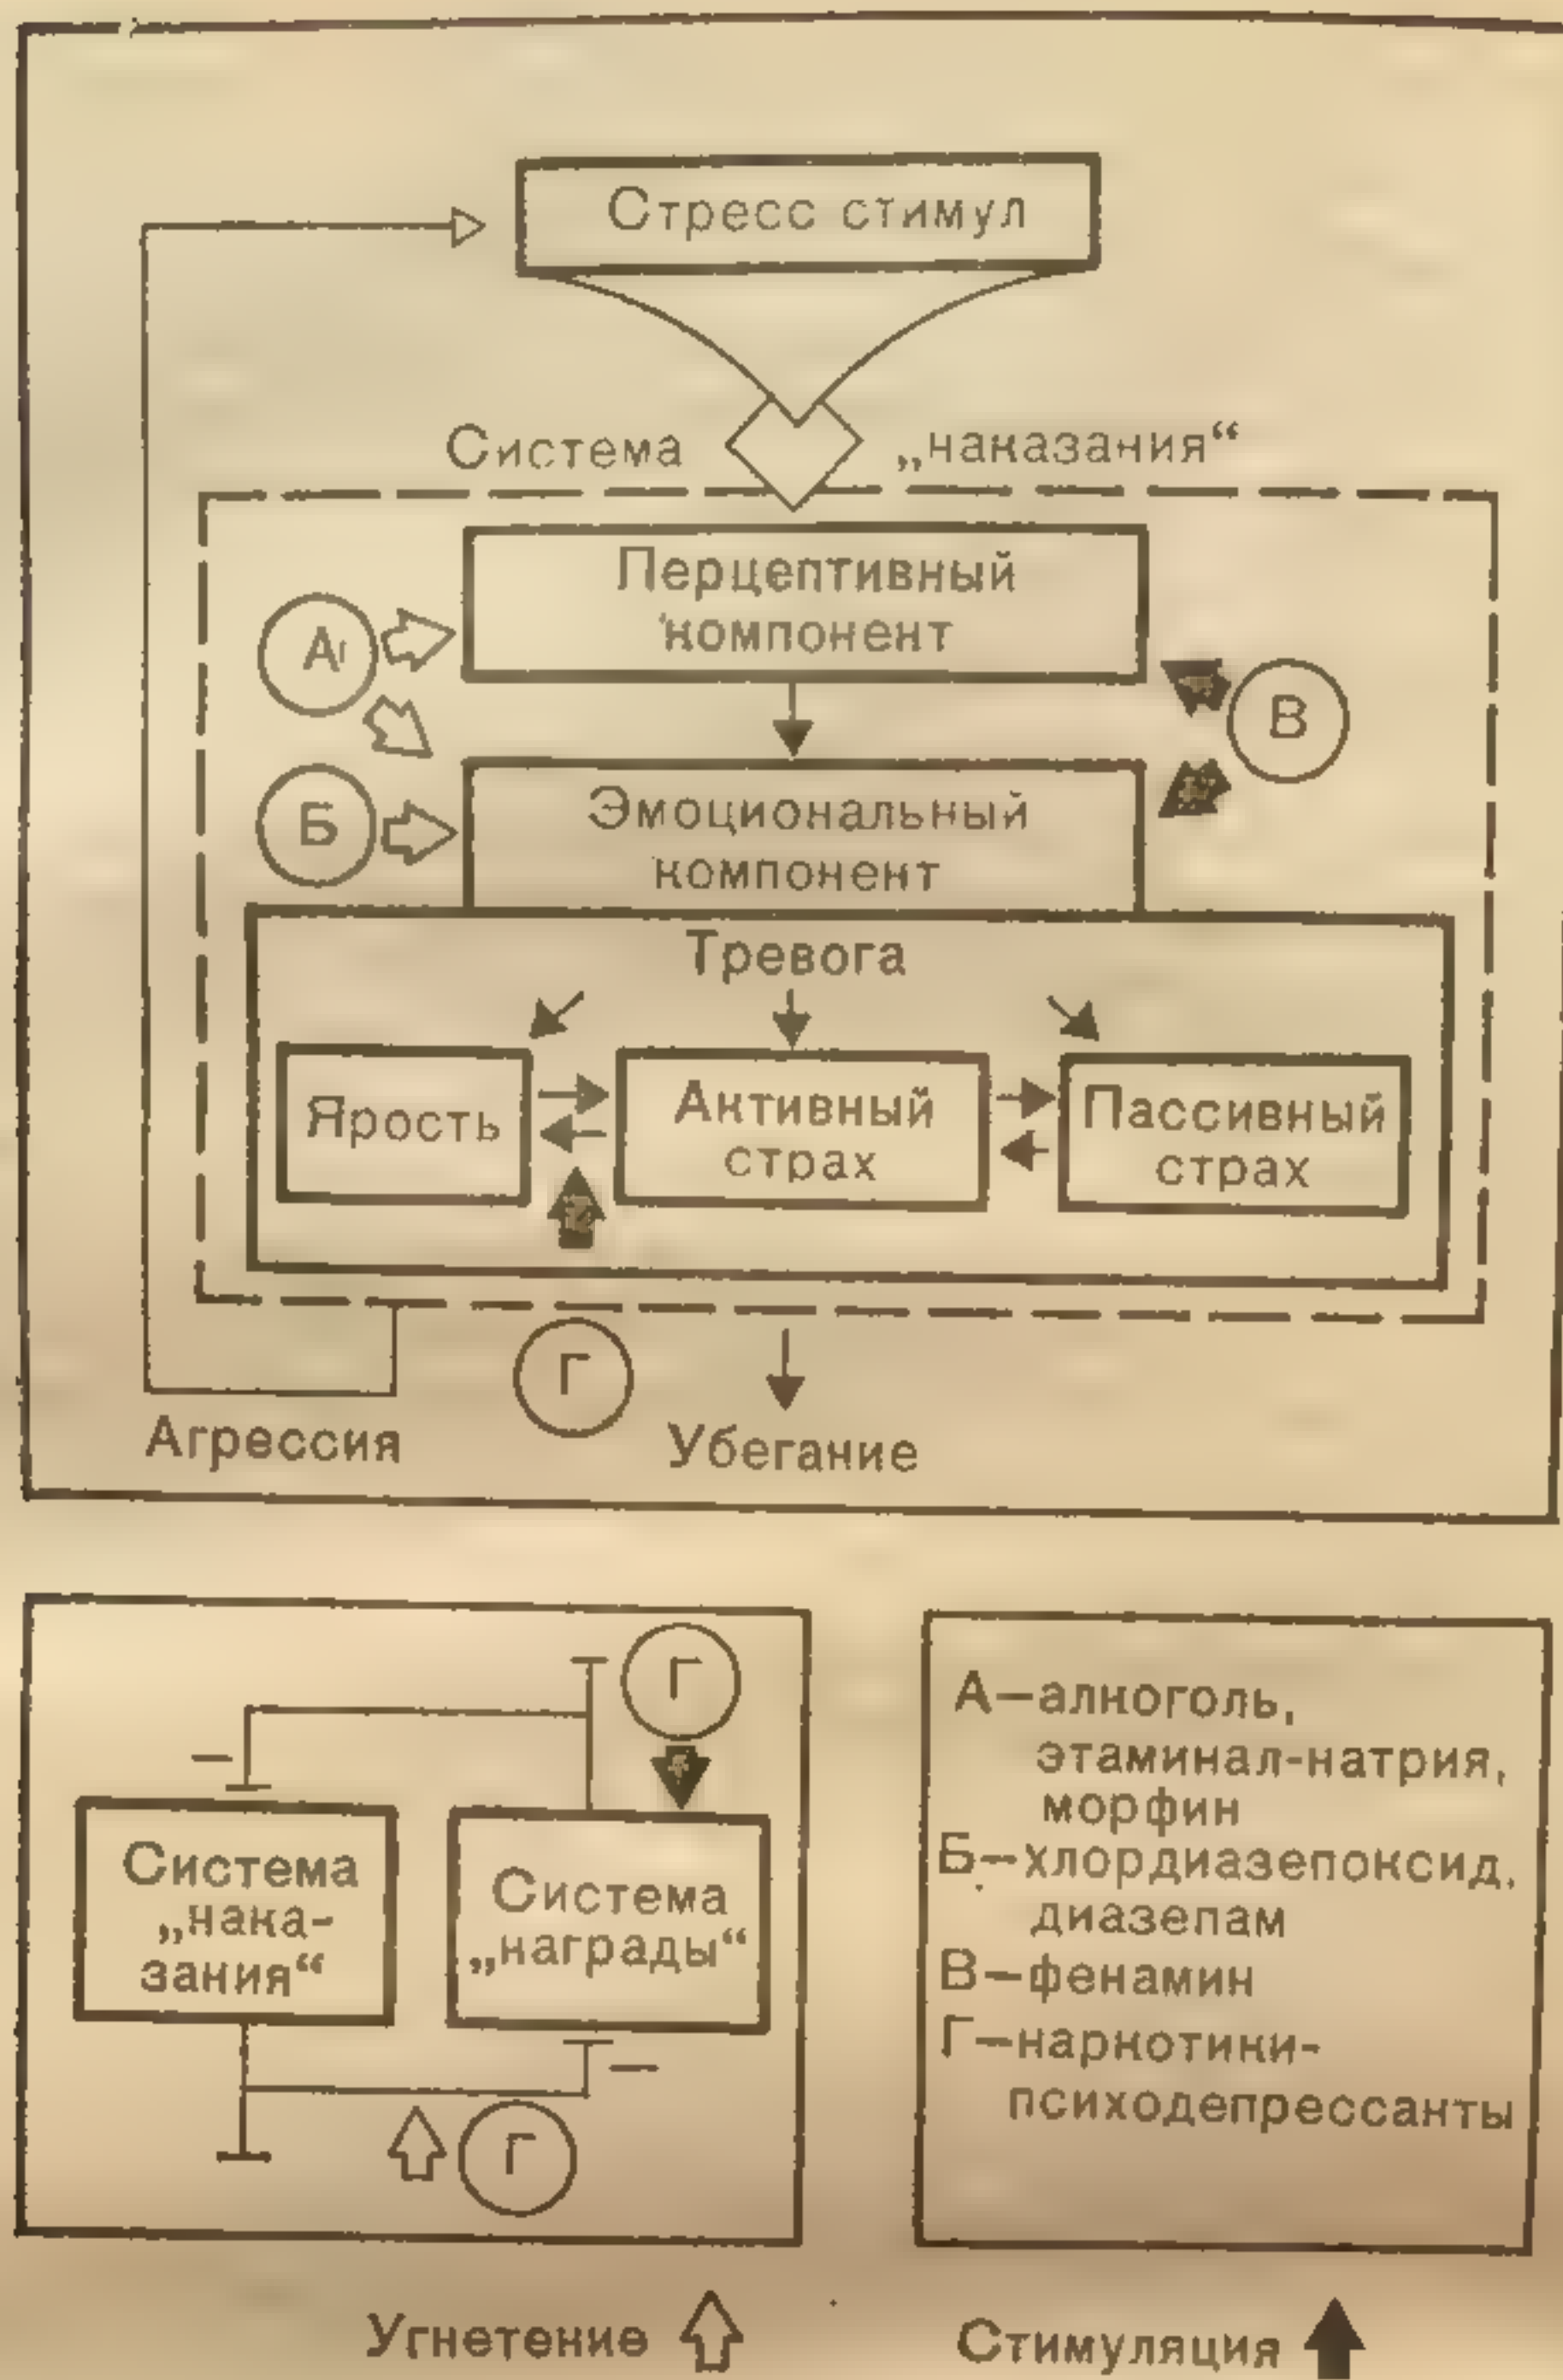 Стресс стимул
Система „наказания“
Перцептивный
компонент
А
В
Б
Эмоциональный
компонент
Тревога
Ярость
Активный
страх
Пассивный
страх
Г
Агрессия
Убегание
Г
–
Система
„нака-
зания“
Система
„награды“
–
Г
А—алкоголь,
этаминал-натрия,
морфин
Б—хлордиазепоксид,
диазепам
В—фенамин
Г—наркотики-
психодепрессанты
Угнетение
Стимуляция